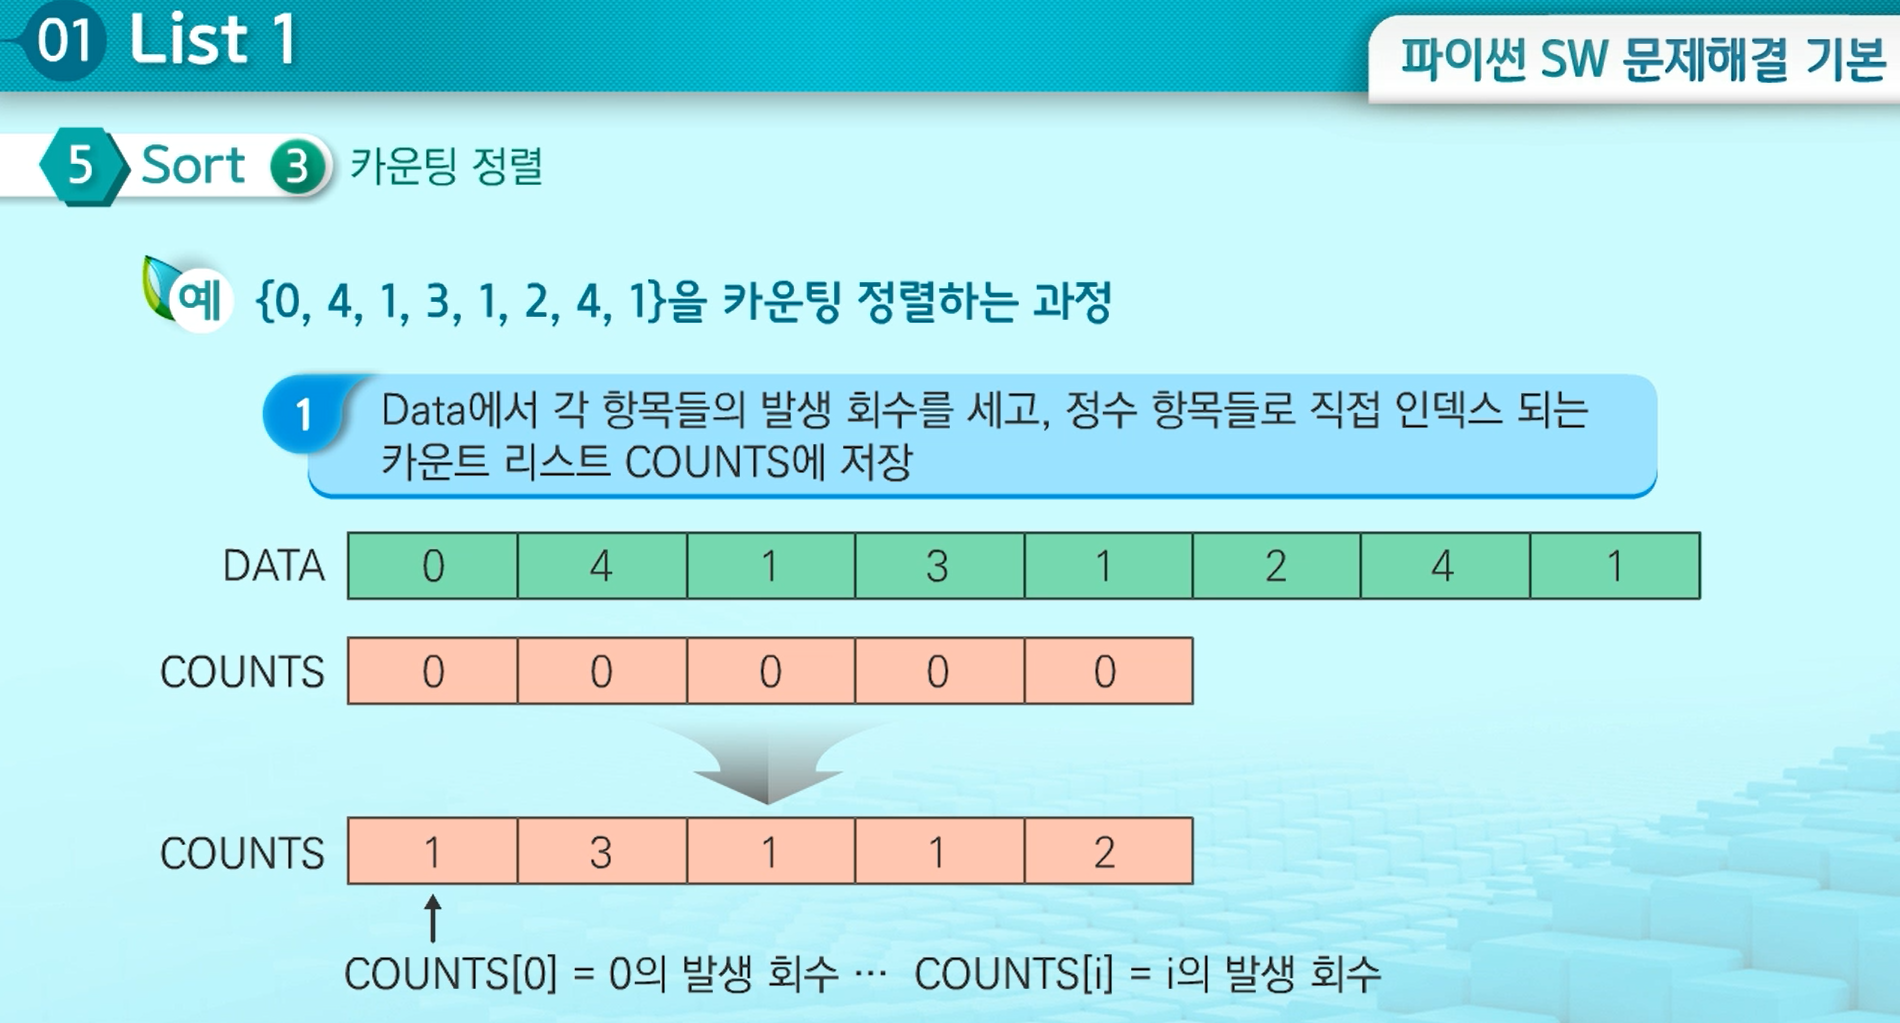 01 List 1
파이썬 SW 문제해결 기본
5 Sort 3 카운팅 정렬
예 {0, 4, 1, 3, 1, 2, 4, 1}을 카운팅 정렬하는 과정
1 Data에서 각 항목들의 발생 회수를 세고, 정수 항목들로 직접 인덱스 되는
카운트 리스트 COUNTS에 저장
DATA 0 4 1 3 1 2 4 1
COUNTS 0 0 0 0 0
COUNTS 1 3 1 1 2
COUNTS[0] = 0의 발생 회수 ··· COUNTS[i] = i의 발생 회수